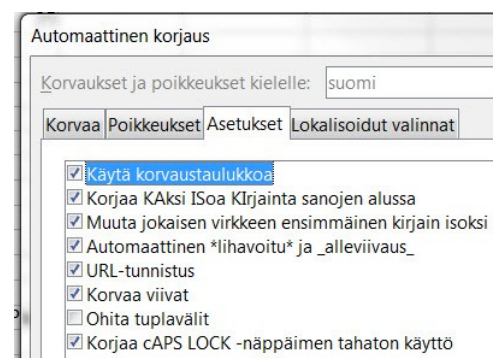 Automaattinen korjaus
Korvaukset ja poikkeukset kielelle: suomi
Korvaa Poikkeukset Asetukset Lokalisoidut valinnat
Käytä korvaustaulukkoa
Korjaa KAksi ISoa KIrjainta sanojen alussa
Muuta jokaisen virkkeen ensimmäinen kirjain isoksi
Automaattinen *lihavoitu* ja _alleviivaus_
URL-tunnistus
Korvaa viivat
Ohita tuplavälit
Korjaa cAPS LOCK -näppäimen tahaton käyttö